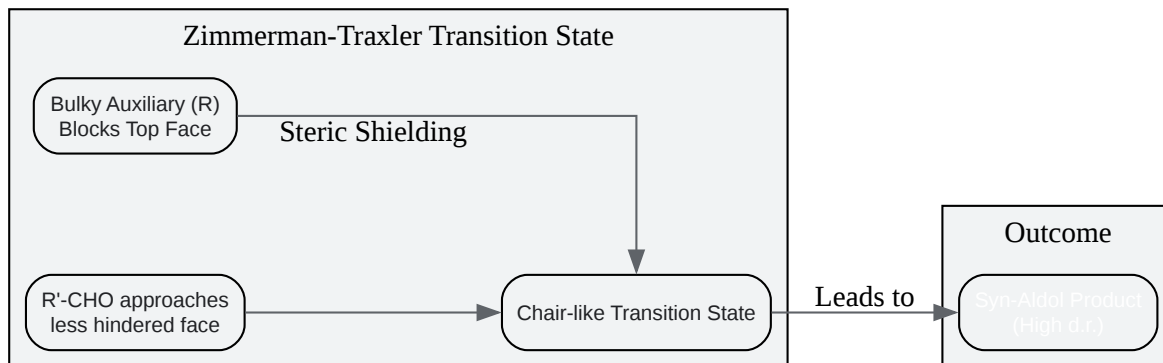 Zimmerman-Traxler Transition State
Bulky Auxiliary (R)
Blocks Top Face
Steric Shielding
R'-CHO approaches
less hindered face
Chair-like Transition State
Leads to
Outcome
Syn-Aldol Product
(High d.r.)